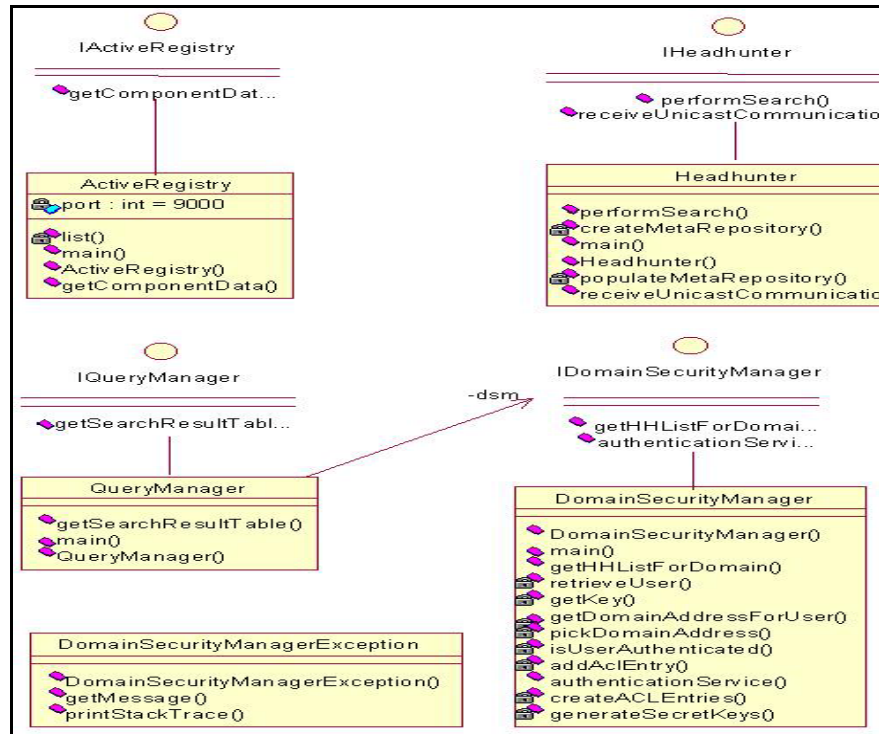 IActiveRegistry
getComponentDat...
ActiveRegistry
port : int = 9000
list()
main()
ActiveRegistry()
getComponentData()
IHeadhunter
performSearch()
receiveUnicastCommunicatio
Headhunter
performSearch()
createMetaRepository()
main()
Headhunter()
populateMetaRepository()
receiveUnicastCommunicatio
IQueryManager
getSearchResultTabl...
QueryManager
getSearchResultTable()
main()
QueryManager()
-dsm
IDomainSecurityManager
getHHListForDomai...
authenticationServi...
DomainSecurityManager
DomainSecurityManager()
main()
getHHListForDomain()
retrieveUser()
getKey()
getDomainAddressForUser()
pickDomainAddress()
isUserAuthenticated()
addAclEntry()
authenticationService()
createACLEntries()
generateSecretKeys()
DomainSecurityManagerException
DomainSecurityManagerException()
getMessage()
printStackTrace()